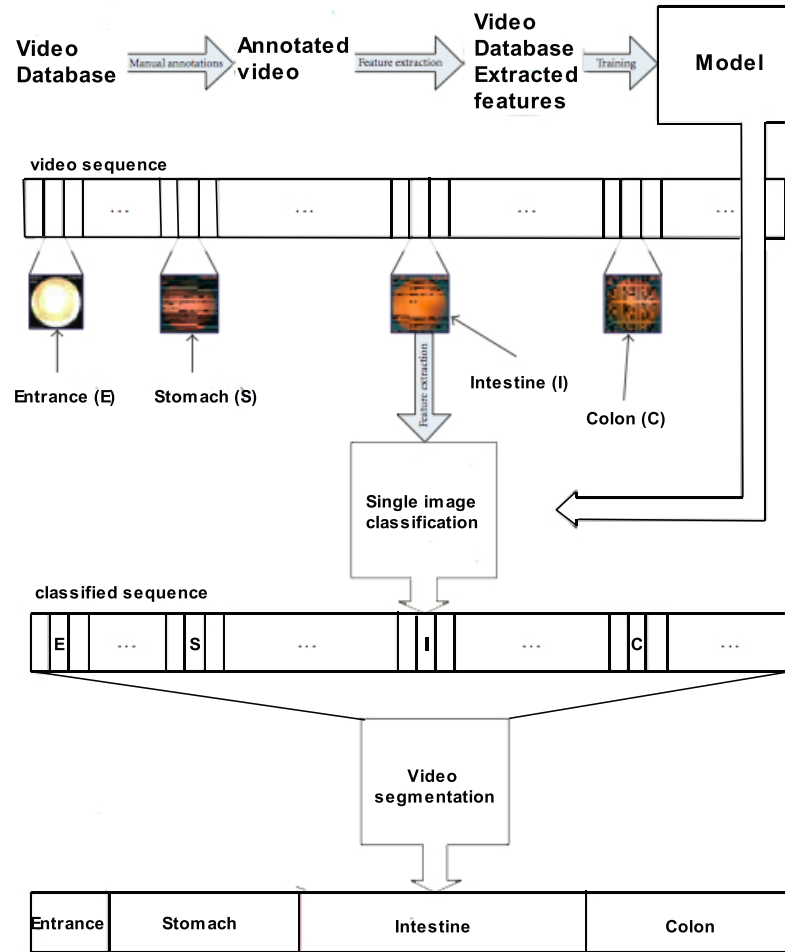 Video
Database
Manual annotations
Annotated
video
Feature extraction
Video
Database
Extracted
features
Training
Model
video sequence
...
...
...
...
Entrance (E)
Stomach (S)
Intestine (I)
Colon (C)
Feature extraction
Single image
classification
classified sequence
E
...
S
...
I
...
C
...
Video
segmentation
Entrance
Stomach
Intestine
Colon